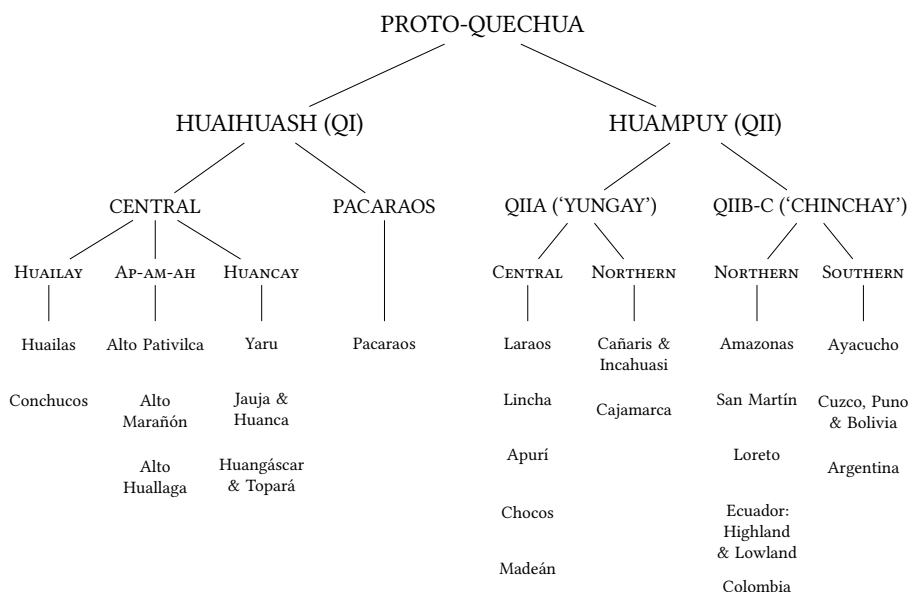 PROTO-QUECHUA
HUAIHUASH (QI)
HUAMPUY (QII)
CENTRAL
PACARAOS
QIIA (‘YUNGAY’)
QIIB-C (‘CHINCHAY’)
Huailay
Ap-am-ah
Huancay
Central
Northern
Northern
Southern
Huailas
Conchucos
Alto Pativilca
Alto
Marañón
Alto
Huallaga
Yaru
Jauja &
Huanca
Huangáscar
& Topará
Pacaraos
Laraos
Lincha
Apurí
Chocos
Madeán
Cañaris &
Incahuasi
Cajamarca
Amazonas
San Martín
Loreto
Ecuador:
Highland
& Lowland
Colombia
Ayacucho
Cuzco, Puno
& Bolivia
Argentina